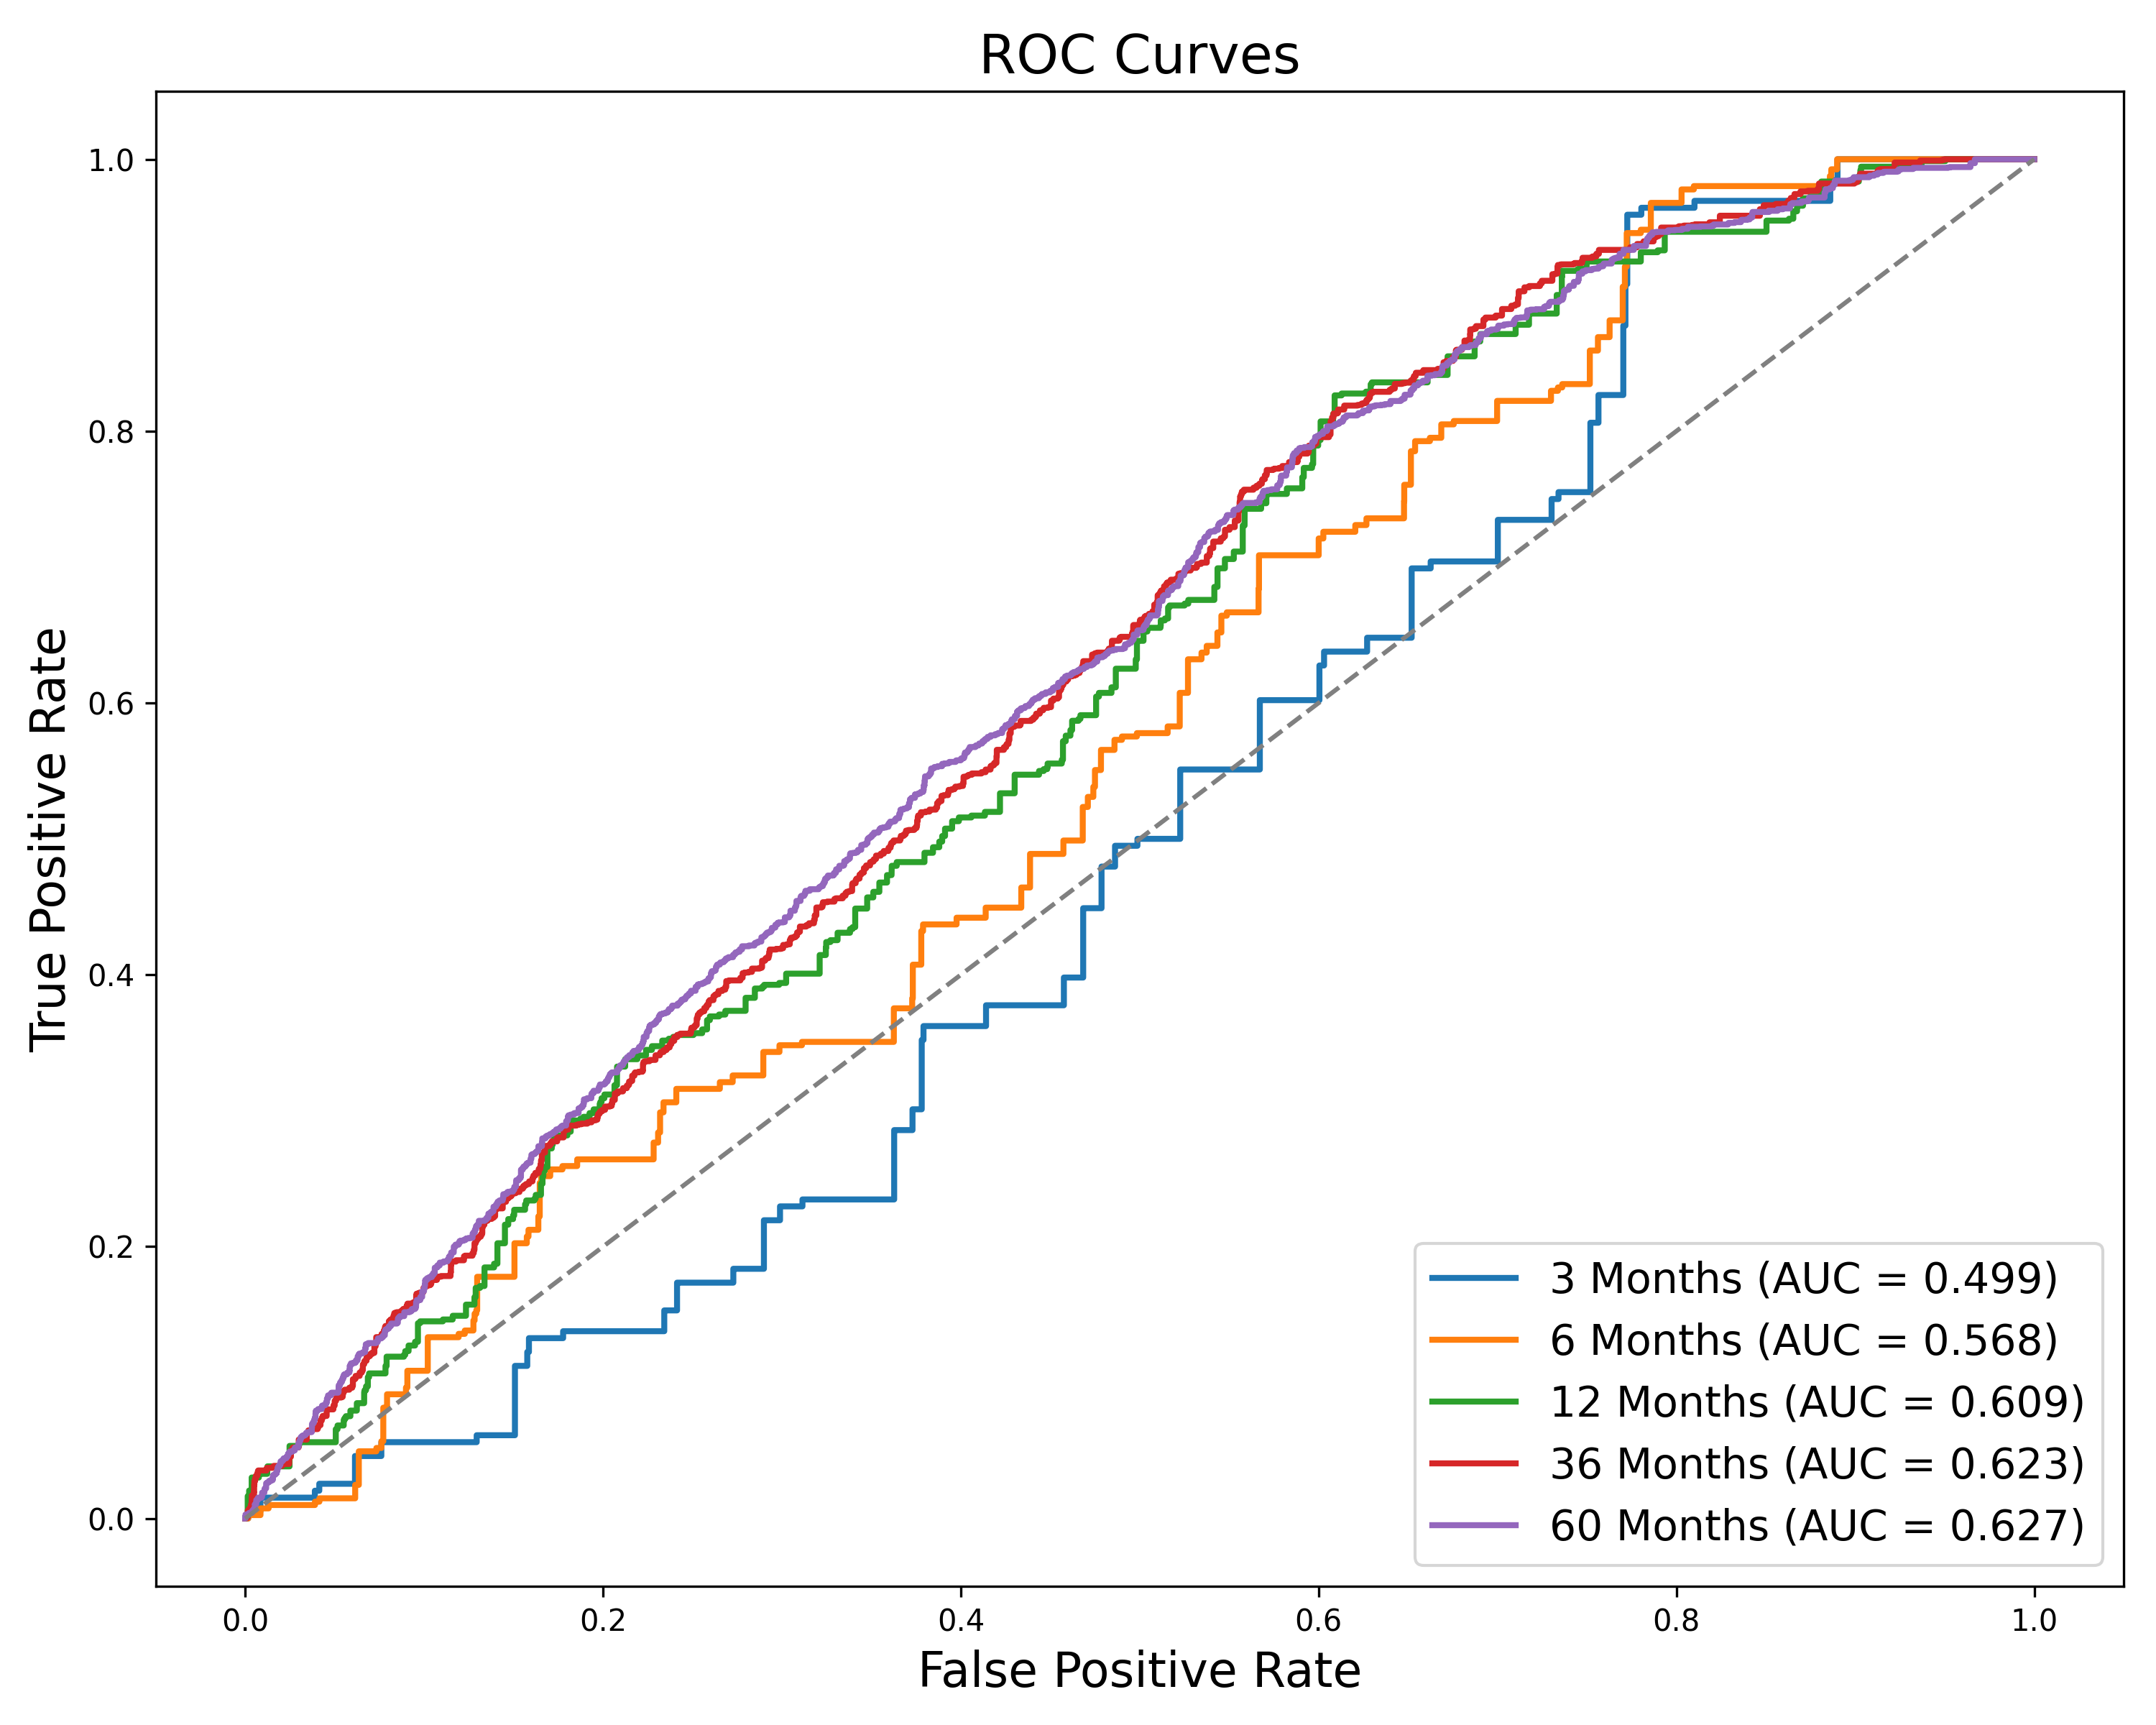 ROC Curves
True Positive Rate
1.0
0.8
0.6
0.4
0.2
0.0
3 Months (AUC = 0.499)
6 Months (AUC = 0.568)
12 Months (AUC = 0.609)
36 Months (AUC = 0.623)
60 Months (AUC = 0.627)
0.0 0.2 0.4 0.6 0.8 1.0
False Positive Rate